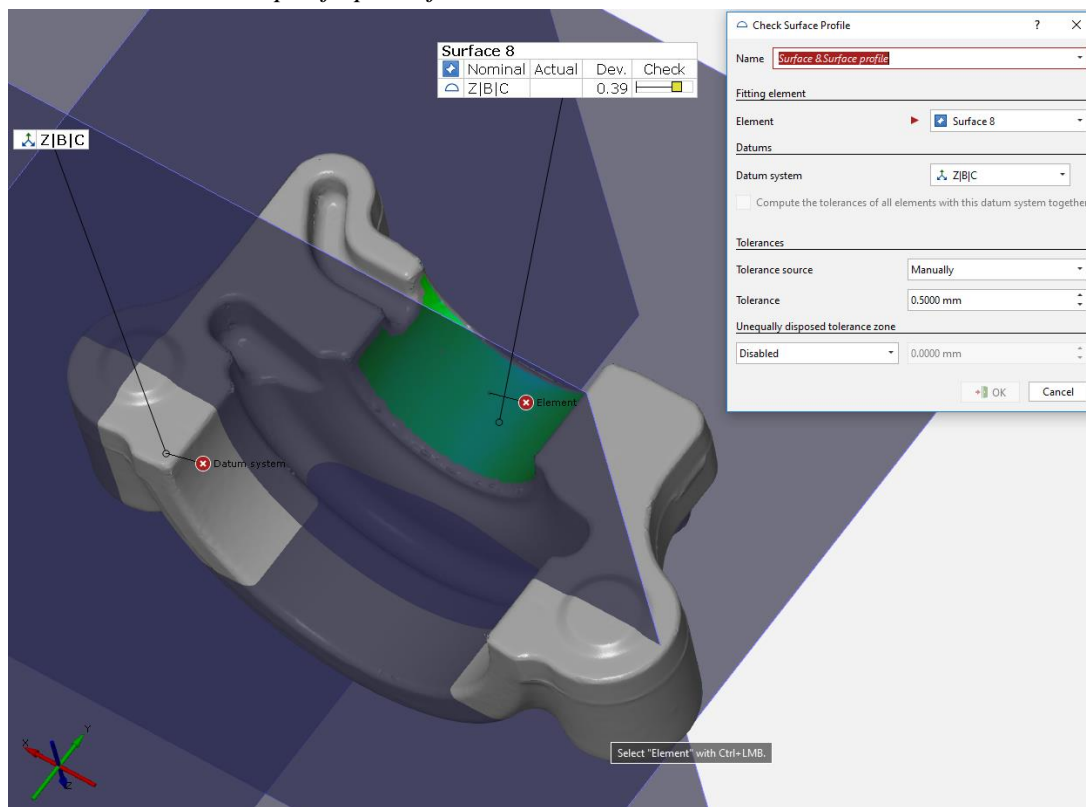 Check Surface Profile ? ×
Name Surface &Surface profile
Fitting element
Element Surface 8
Datums
Datum system Z|B|C
Compute the tolerances of all elements with this datum system together
Tolerances
Tolerance source Manually
Tolerance 0.5000 mm
Unequally disposed tolerance zone
Disabled 0.0000 mm
OK Cancel
Surface 8
Nominal Actual Dev. Check
Z|B|C 0.39
Z|B|C
Element
Datum system
Select "Element" with Ctrl+LMB.
X
Y
Z